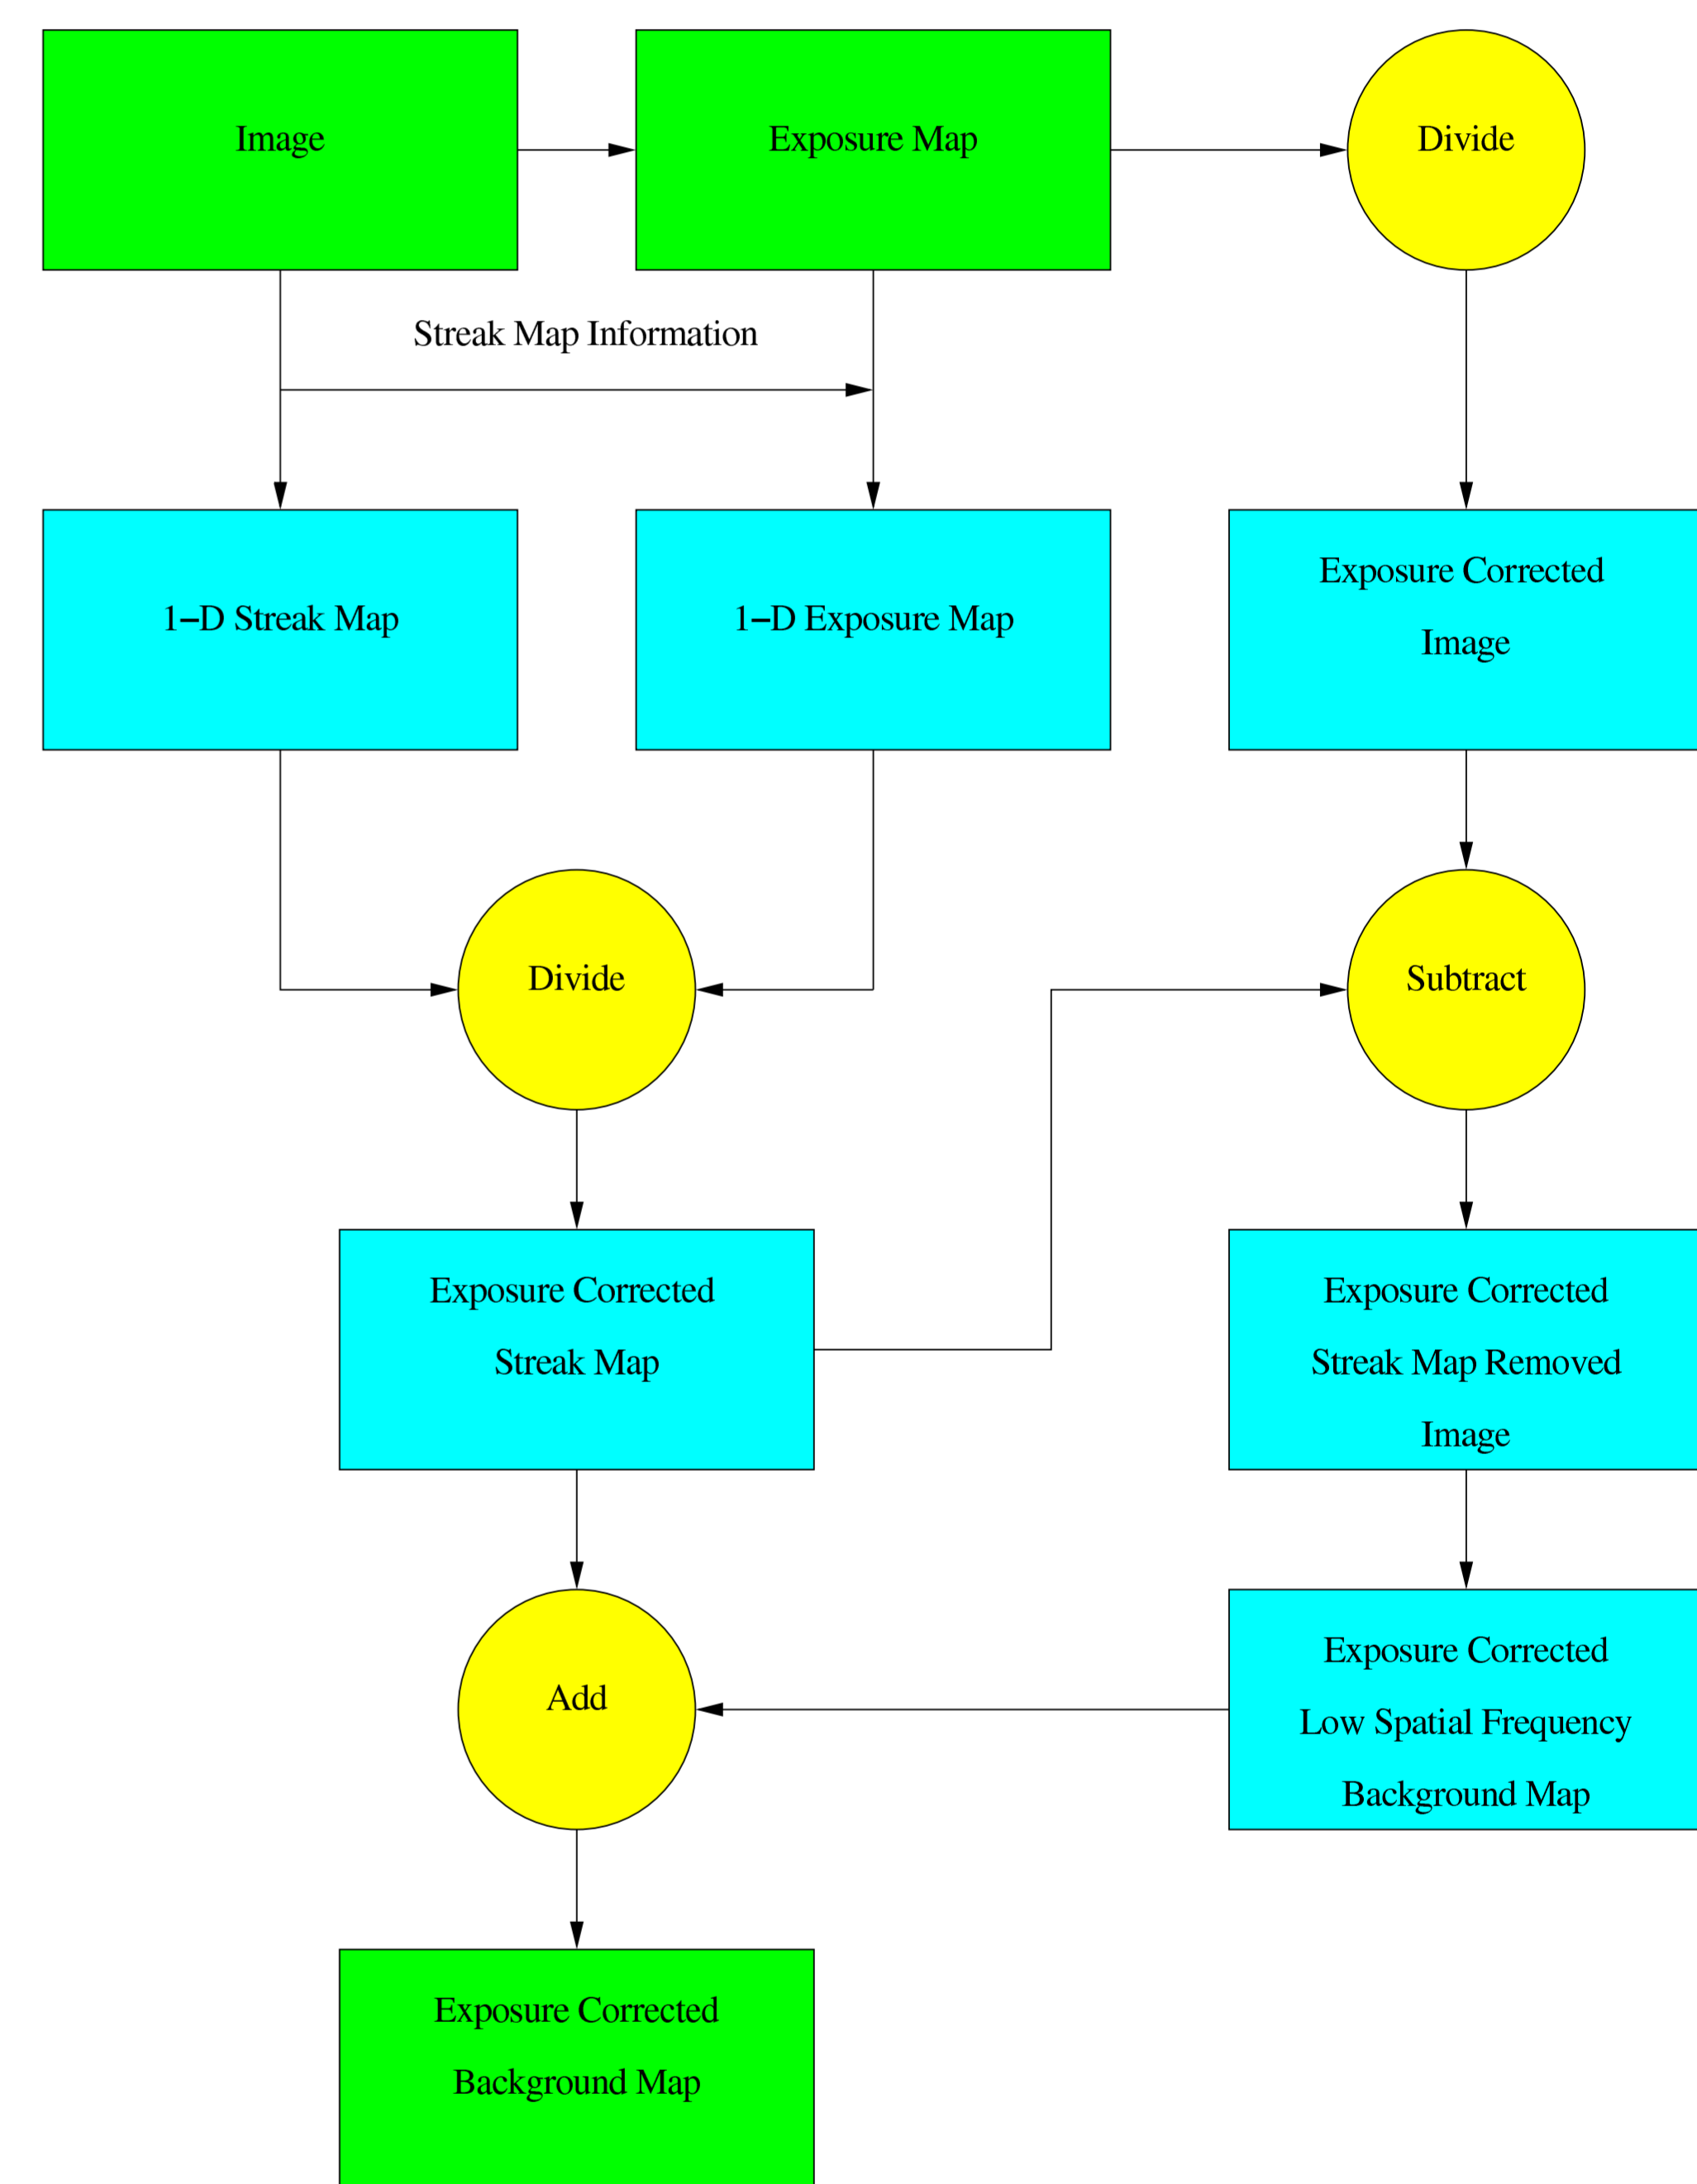 Image
Exposure Map
Divide
Streak Map Information
1–D Streak Map
1–D Exposure Map
Exposure Corrected
Image
Divide
Subtract
Exposure Corrected
Streak Map
Exposure Corrected
Streak Map Removed
Image
Add
Exposure Corrected
Low Spatial Frequency
Background Map
Exposure Corrected
Background Map